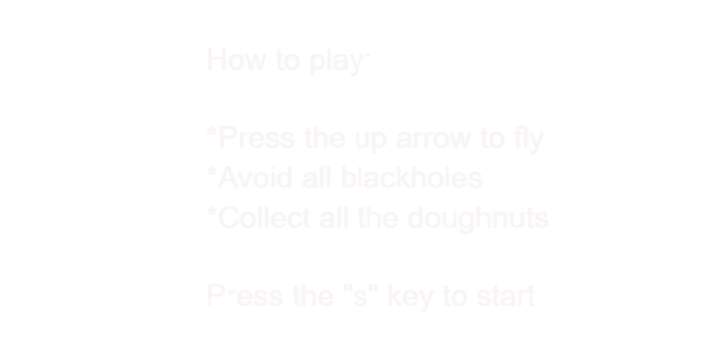 How to play:
*Press the up arrow to fly
*Avoid all blackholes
*Collect all the doughnuts
Press the "s" key to start